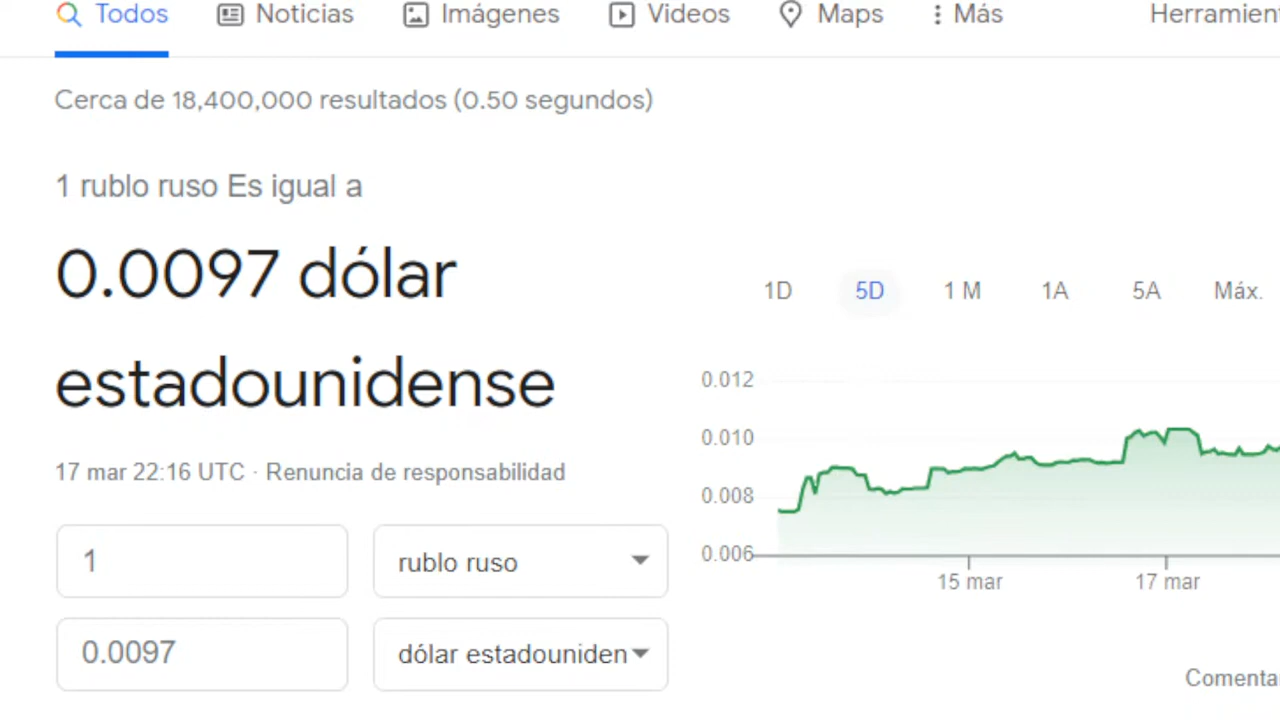 Todos Noticias Imágenes Videos Maps Más Herramien
Cerca de 18,400,000 resultados (0.50 segundos)
1 rublo ruso Es igual a
0.0097 dólar
estadounidense
17 mar 22:16 UTC · Renuncia de responsabilidad
1 rublo ruso
0.0097 dólar estadouniden
1D 5D 1 M 1A 5A Máx.
0.012
0.010
0.008
0.006
15 mar 17 mar
Comenta